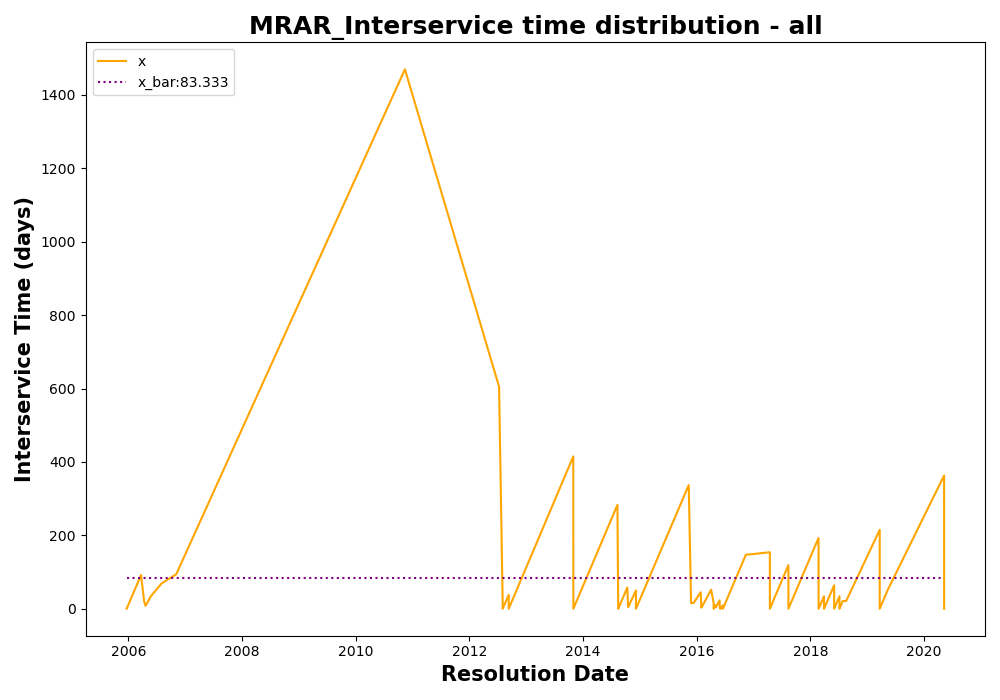 MRAR_Interservice time distribution - all
x
x_bar:83.333
Interservice Time (days)
1400
1200
1000
800
600
400
200
0
2006 2008 2010 2012 2014 2016 2018 2020
Resolution Date